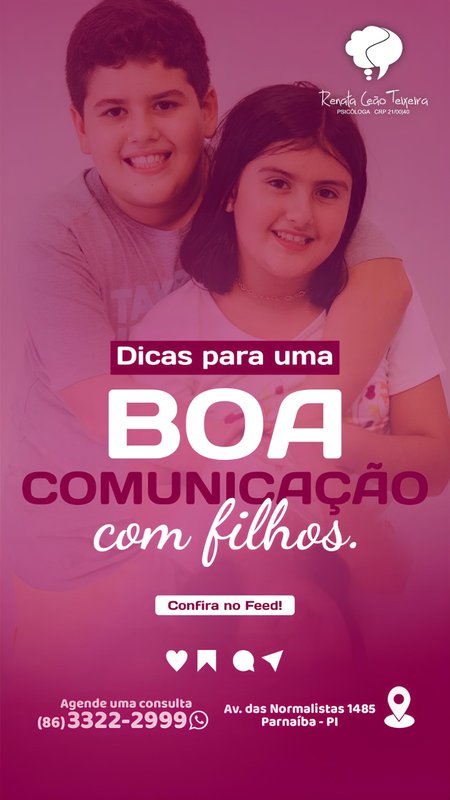 Renata Leão Teixeira
PSICÓLOGA CRP 21/00140
Dicas para uma
BOA
COMUNICAÇÃO
com filhos.
Confira no Feed!
Agende uma consulta
(86) 3322-2999
Av. das Normalistas 1485
Parnaíba - PI